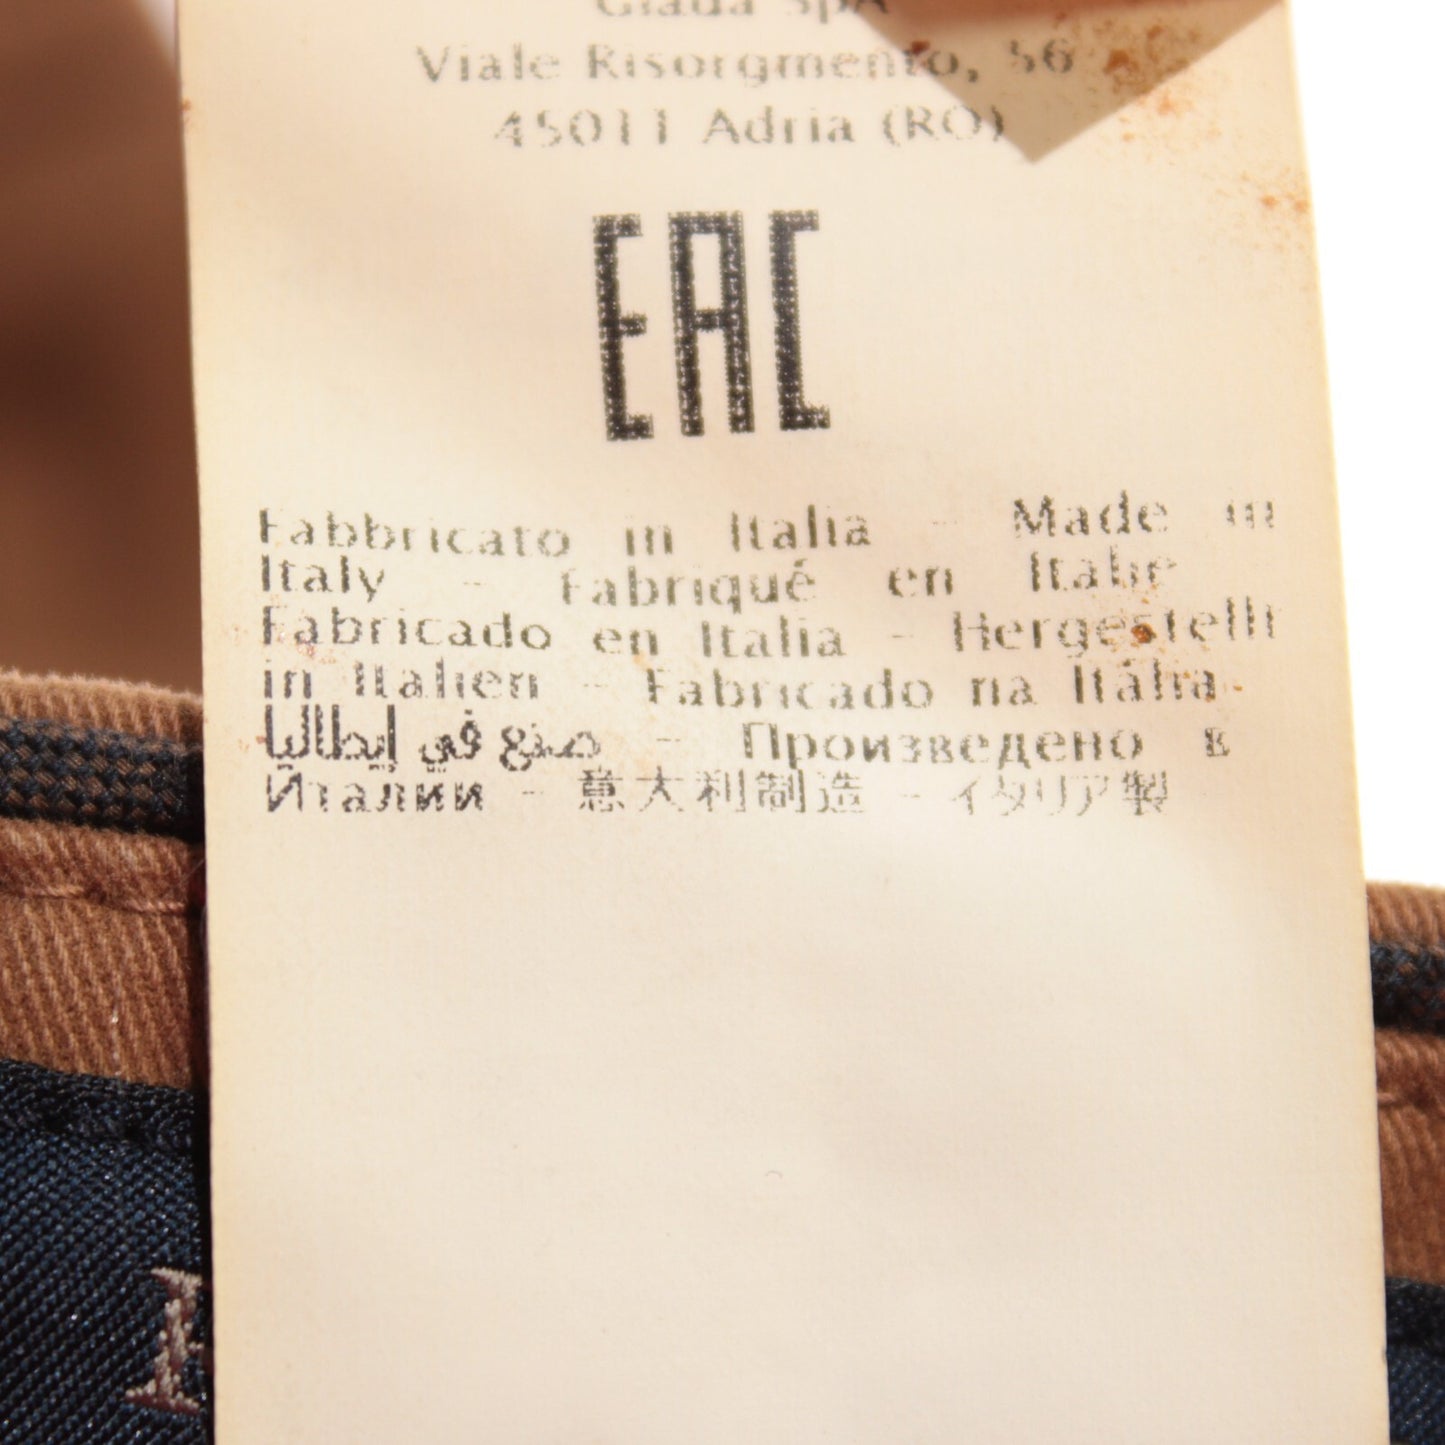 Giada SpA
Viale Risorgmento, 56
45011 Adria (RO)
EAC
Fabbricato in Italia - Made in
Italy - Fabriqué en Italie
Fabricado en Italia - Hergestellt
in Italien - Fabricado na Itália
صنع في إيطاليا - Произведено в
Италии - 意大利制造 - イタリア製